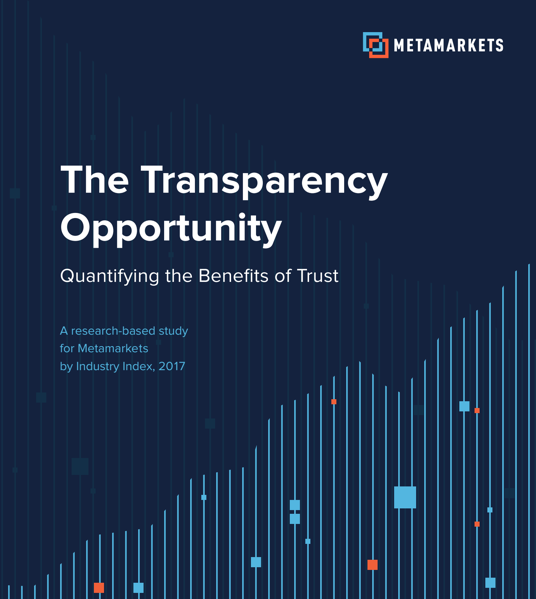 METAMARKETS
The Transparency
Opportunity
Quantifying the Benefits of Trust
A research-based study
for Metamarkets
by Industry Index, 2017